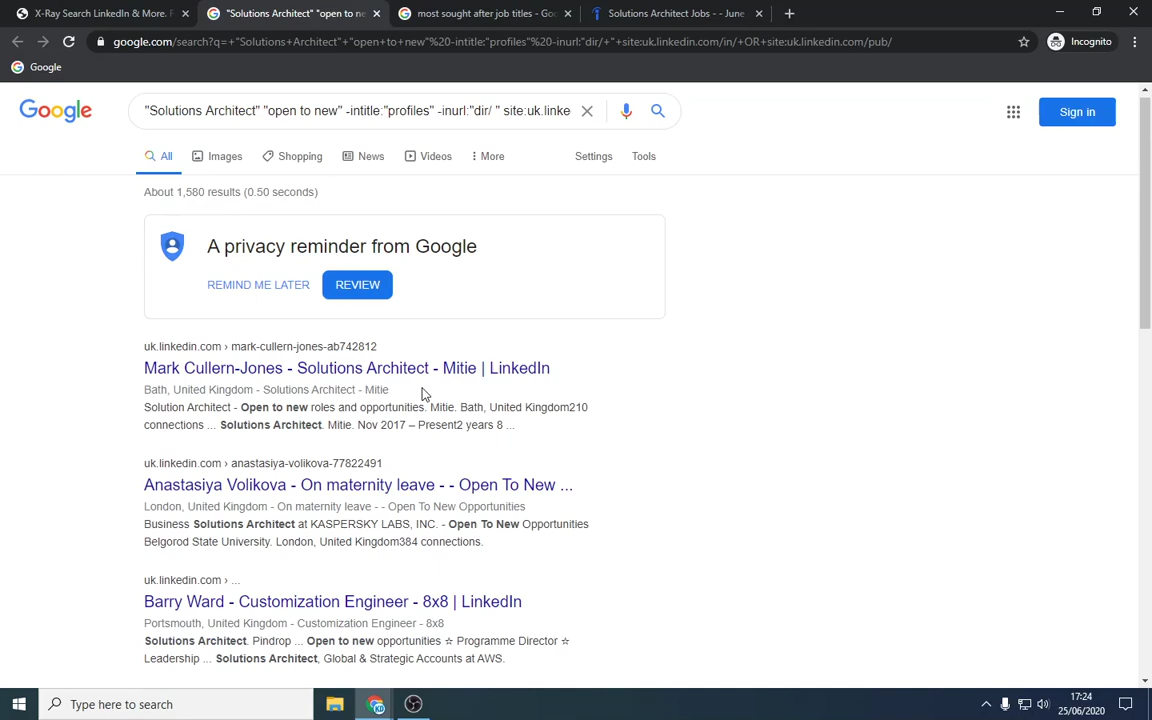 X-Ray Search LinkedIn & More.
"Solutions Architect" "open to ne
most sought after job titles - Goo
Solutions Architect Jobs - - June
google.com/search?q=+"Solutions+Architect"+"open+to+new"%20-intitle:"profiles"%20-inurl:"dir/+"+site:uk.linkedin.com/in/+OR+site:uk.linkedin.com/pub/
Incognito
Google
Google
"Solutions Architect" "open to new" -intitle:"profiles" -inurl:"dir/ " site:uk.linke
Sign in
All
Images
Shopping
News
Videos
More
Settings
Tools
About 1,580 results (0.50 seconds)
A privacy reminder from Google
REMIND ME LATER
REVIEW
uk.linkedin.com › mark-cullern-jones-ab742812
Mark Cullern-Jones - Solutions Architect - Mitie | LinkedIn
Bath, United Kingdom - Solutions Architect - Mitie
Solution Architect - Open to new roles and opportunities. Mitie. Bath, United Kingdom210
connections ... Solutions Architect. Mitie. Nov 2017 – Present2 years 8 ...
uk.linkedin.com › anastasiya-volikova-77822491
Anastasiya Volikova - On maternity leave - - Open To New ...
London, United Kingdom - On maternity leave - - Open To New Opportunities
Business Solutions Architect at KASPERSKY LABS, INC. - Open To New Opportunities
Belgorod State University. London, United Kingdom384 connections.
uk.linkedin.com › ...
Barry Ward - Customization Engineer - 8x8 | LinkedIn
Portsmouth, United Kingdom - Customization Engineer - 8x8
Solutions Architect. Pindrop ... Open to new opportunities ☆ Programme Director ☆
Leadership ... Solutions Architect, Global & Strategic Accounts at AWS.
Type here to search
17:24
25/06/2020